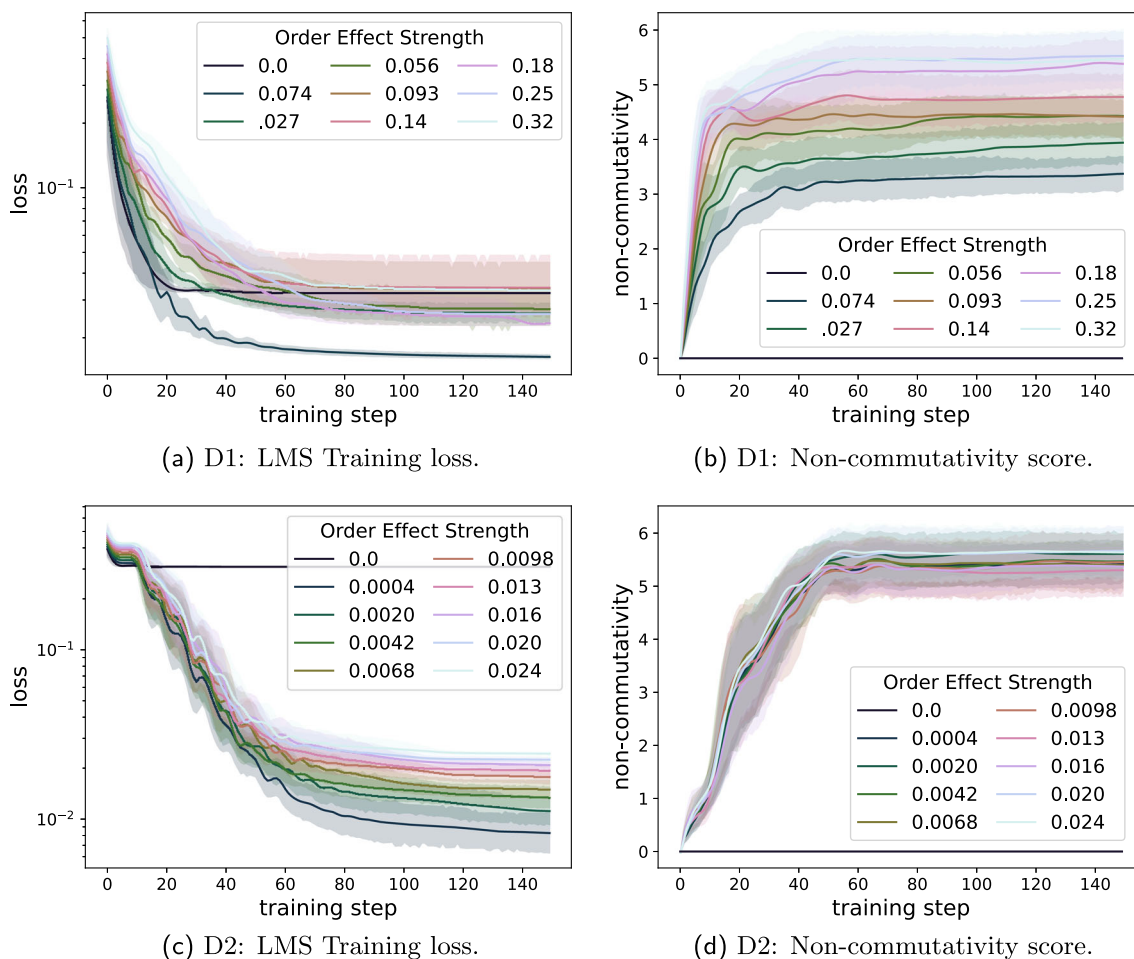 Order Effect Strength
0.0 0.056 0.18
0.074 0.093 0.25
.027 0.14 0.32
loss
10⁻¹
0 20 40 60 80 100 120 140
training step
(a) D1: LMS Training loss.
6
5
4
3
2
1
0
non-commutativity
Order Effect Strength
0.0 0.056 0.18
0.074 0.093 0.25
.027 0.14 0.32
0 20 40 60 80 100 120 140
training step
(b) D1: Non-commutativity score.
Order Effect Strength
0.0 0.0098
0.0004 0.013
0.0020 0.016
0.0042 0.020
0.0068 0.024
loss
10⁻¹
10⁻²
0 20 40 60 80 100 120 140
training step
(c) D2: LMS Training loss.
6
5
4
3
2
1
0
non-commutativity
Order Effect Strength
0.0 0.0098
0.0004 0.013
0.0020 0.016
0.0042 0.020
0.0068 0.024
0 20 40 60 80 100 120 140
training step
(d) D2: Non-commutativity score.